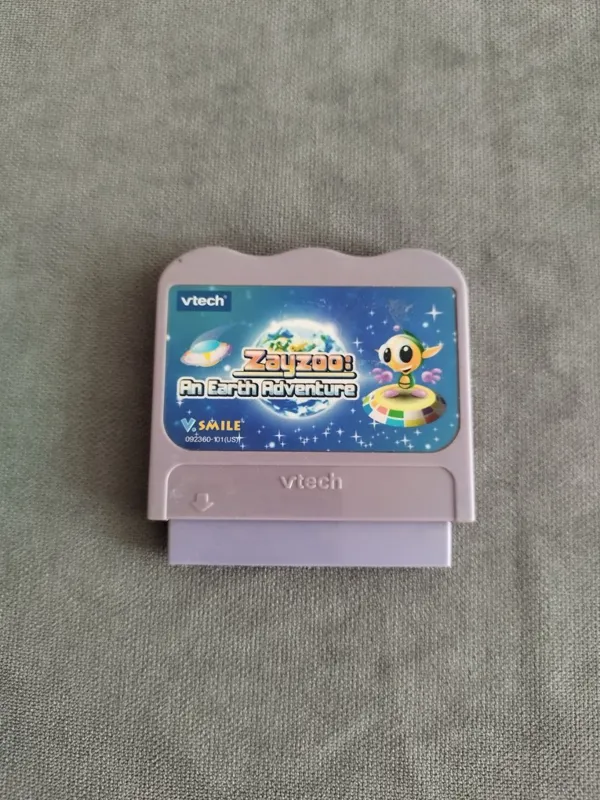 vtech
Zayzoo:
An Earth Adventure
V.SMILE
092360-101(US)
vtech